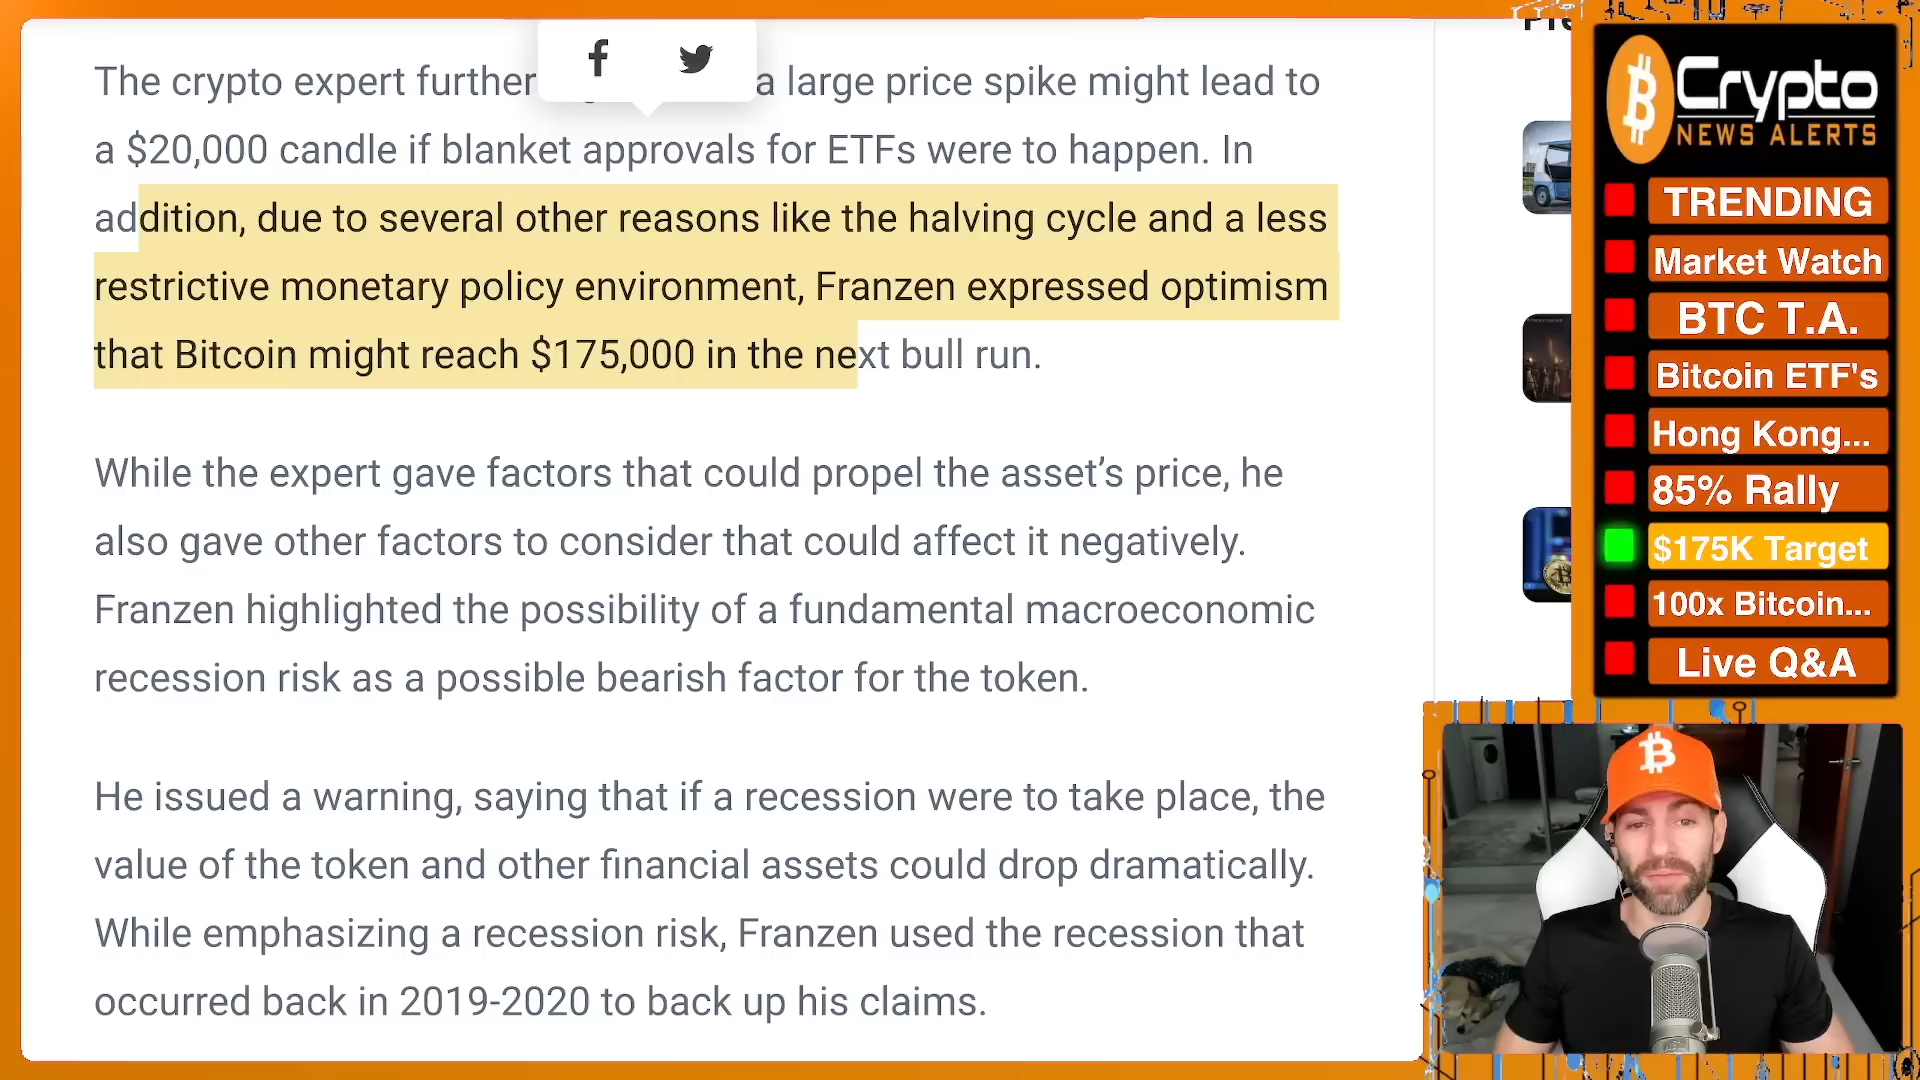 The crypto expert further a large price spike might lead to
a $20,000 candle if blanket approvals for ETFs were to happen. In
addition, due to several other reasons like the halving cycle and a less
restrictive monetary policy environment, Franzen expressed optimism
that Bitcoin might reach $175,000 in the next bull run.
While the expert gave factors that could propel the asset’s price, he
also gave other factors to consider that could affect it negatively.
Franzen highlighted the possibility of a fundamental macroeconomic
recession risk as a possible bearish factor for the token.
He issued a warning, saying that if a recession were to take place, the
value of the token and other financial assets could drop dramatically.
While emphasizing a recession risk, Franzen used the recession that
occurred back in 2019-2020 to back up his claims.
Crypto
NEWS ALERTS
TRENDING
Market Watch
BTC T.A.
Bitcoin ETF's
Hong Kong...
85% Rally
$175K Target
100x Bitcoin...
Live Q&A